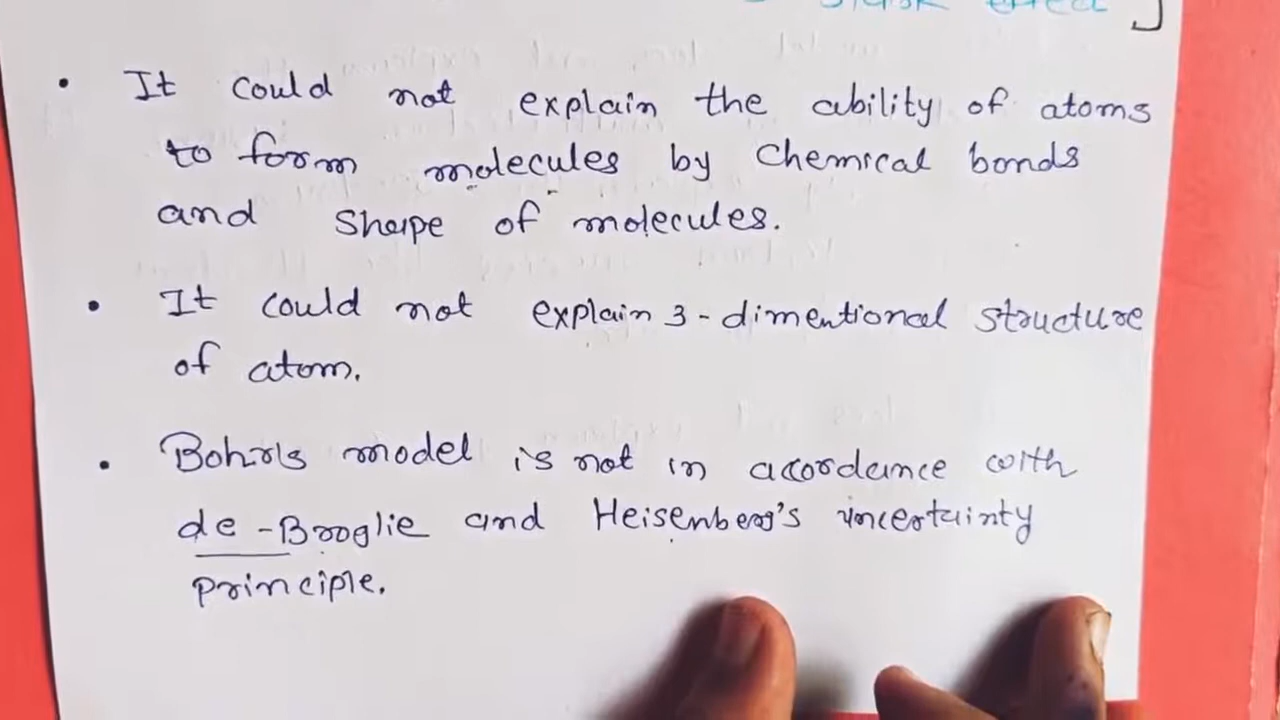 • It could not explain the ability of atoms
to form molecules by chemical bonds
and shape of molecules.
• It could not explain 3-dimentional structure
of atom.
• Bohr's model is not in accordance with
de-Broglie and Heisenberg's uncertainty
principle.